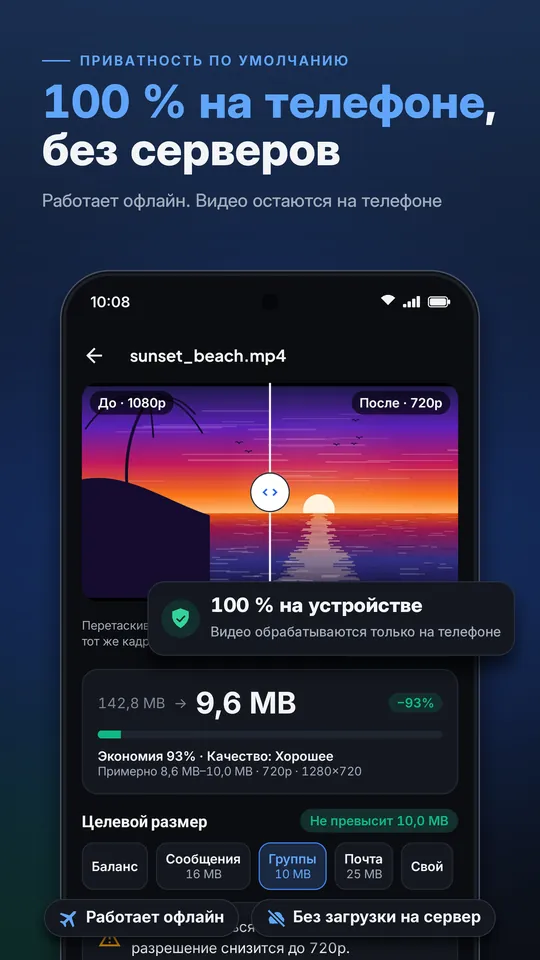 ПРИВАТНОСТЬ ПО УМОЛЧАНИЮ
100 % на телефоне,
без серверов
Работает офлайн. Видео остаются на телефоне
10:08
sunset_beach.mp4
До · 1080p
После · 720p
100 % на устройстве
Видео обрабатываются только на телефоне
тот же
142,8 MB → 9,6 MB
−93%
Экономия 93% · Качество: Хорошее
Примерно 8,6 MB–10,0 MB · 720p · 1280×720
Целевой размер
Не превысит 10,0 MB
Баланс
Сообщения
16 MB
Группы
10 MB
Почта
25 MB
Свой
Работает офлайн
Без загрузки на сервер
разрешение снизится до 720p.